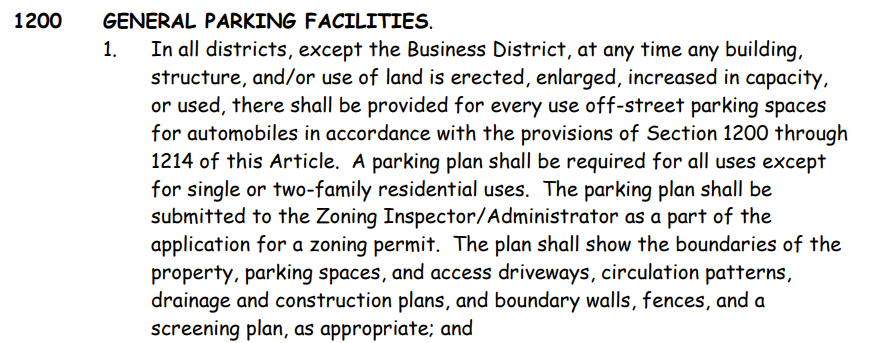 1200 GENERAL PARKING FACILITIES.
1. In all districts, except the Business District, at any time any building,
structure, and/or use of land is erected, enlarged, increased in capacity,
or used, there shall be provided for every use off-street parking spaces
for automobiles in accordance with the provisions of Section 1200 through
1214 of this Article. A parking plan shall be required for all uses except
for single or two-family residential uses. The parking plan shall be
submitted to the Zoning Inspector/Administrator as a part of the
application for a zoning permit. The plan shall show the boundaries of the
property, parking spaces, and access driveways, circulation patterns,
drainage and construction plans, and boundary walls, fences, and a
screening plan, as appropriate; and